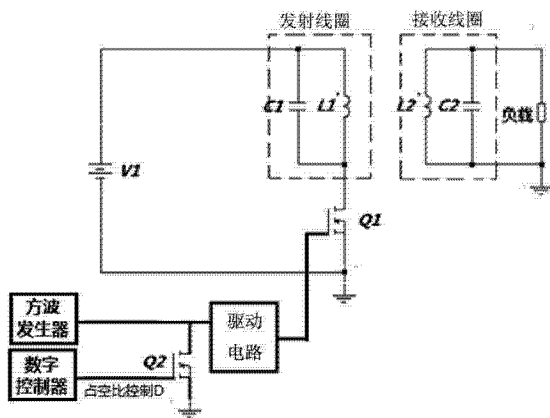 发射线圈
接收线圈
C1
L1
L2
C2
负载
V1
Q1
方波
发生器
驱动
电路
数字
控制器
Q2
占空比控制D